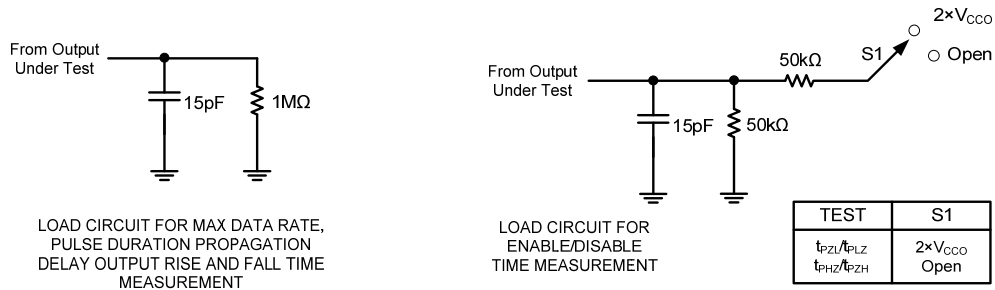 From Output
Under Test
15pF
1MΩ
LOAD CIRCUIT FOR MAX DATA RATE,
PULSE DURATION PROPAGATION
DELAY OUTPUT RISE AND FALL TIME
MEASUREMENT
2×VCCO
S1
Open
50kΩ
From Output
Under Test
15pF
50kΩ
LOAD CIRCUIT FOR
ENABLE/DISABLE
TIME MEASUREMENT
TEST S1
tPZL/tPLZ 2×VCCO
tPHZ/tPZH Open